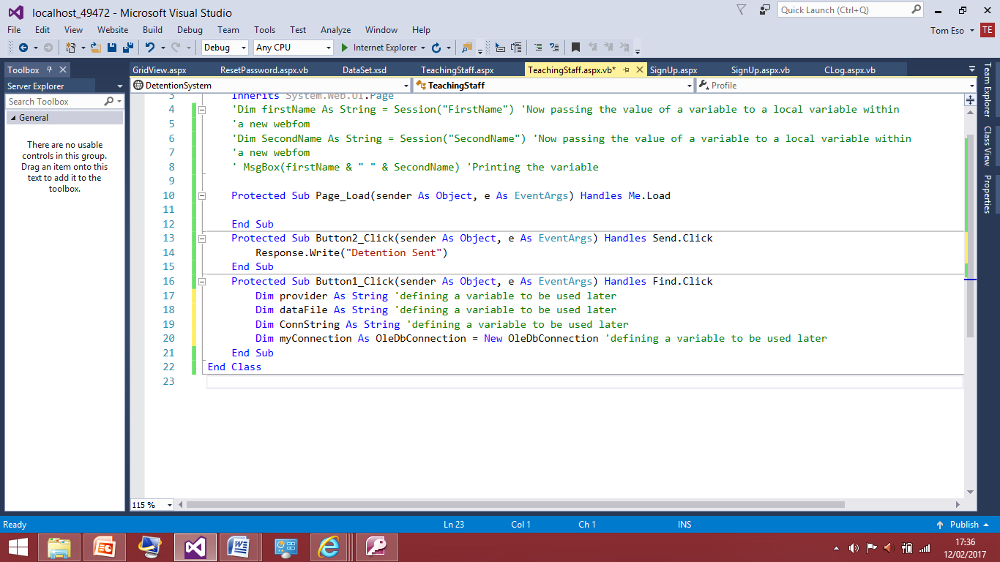 localhost_49472 - Microsoft Visual Studio
Quick Launch (Ctrl+Q)
File Edit View Website Build Debug Team Tools Test Analyze Window Help
Tom Eso TE
Debug Any CPU Internet Explorer
Toolbox
Server Explorer
Search Toolbox
General
There are no usable
controls in this group.
Drag an item onto this
text to add it to the
toolbox.
GridView.aspx ResetPassword.aspx.vb DataSet.xsd TeachingStaff.aspx TeachingStaff.aspx.vb* SignUp.aspx SignUp.aspx.vb CLog.aspx.vb
DetentionSystem TeachingStaff Profile
3 Inherits System.Web.UI.Page
4 'Dim firstName As String = Session("FirstName") 'Now passing the value of a variable to a local variable within
5 'a new webfom
6 'Dim SecondName As String = Session("SecondName") 'Now passing the value of a variable to a local variable within
7 'a new webfom
8 ' MsgBox(firstName & " " & SecondName) 'Printing the variable
9
10 Protected Sub Page_Load(sender As Object, e As EventArgs) Handles Me.Load
11
12 End Sub
13 Protected Sub Button2_Click(sender As Object, e As EventArgs) Handles Send.Click
14 Response.Write("Detention Sent")
15 End Sub
16 Protected Sub Button1_Click(sender As Object, e As EventArgs) Handles Find.Click
17 Dim provider As String 'defining a variable to be used later
18 Dim dataFile As String 'defining a variable to be used later
19 Dim ConnString As String 'defining a variable to be used later
20 Dim myConnection As OleDbConnection = New OleDbConnection 'defining a variable to be used later
21 End Sub
22 End Class
23
Team Explorer
Class View
Properties
115 %
Ready Ln 23 Col 1 Ch 1 INS Publish
17:36
12/02/2017